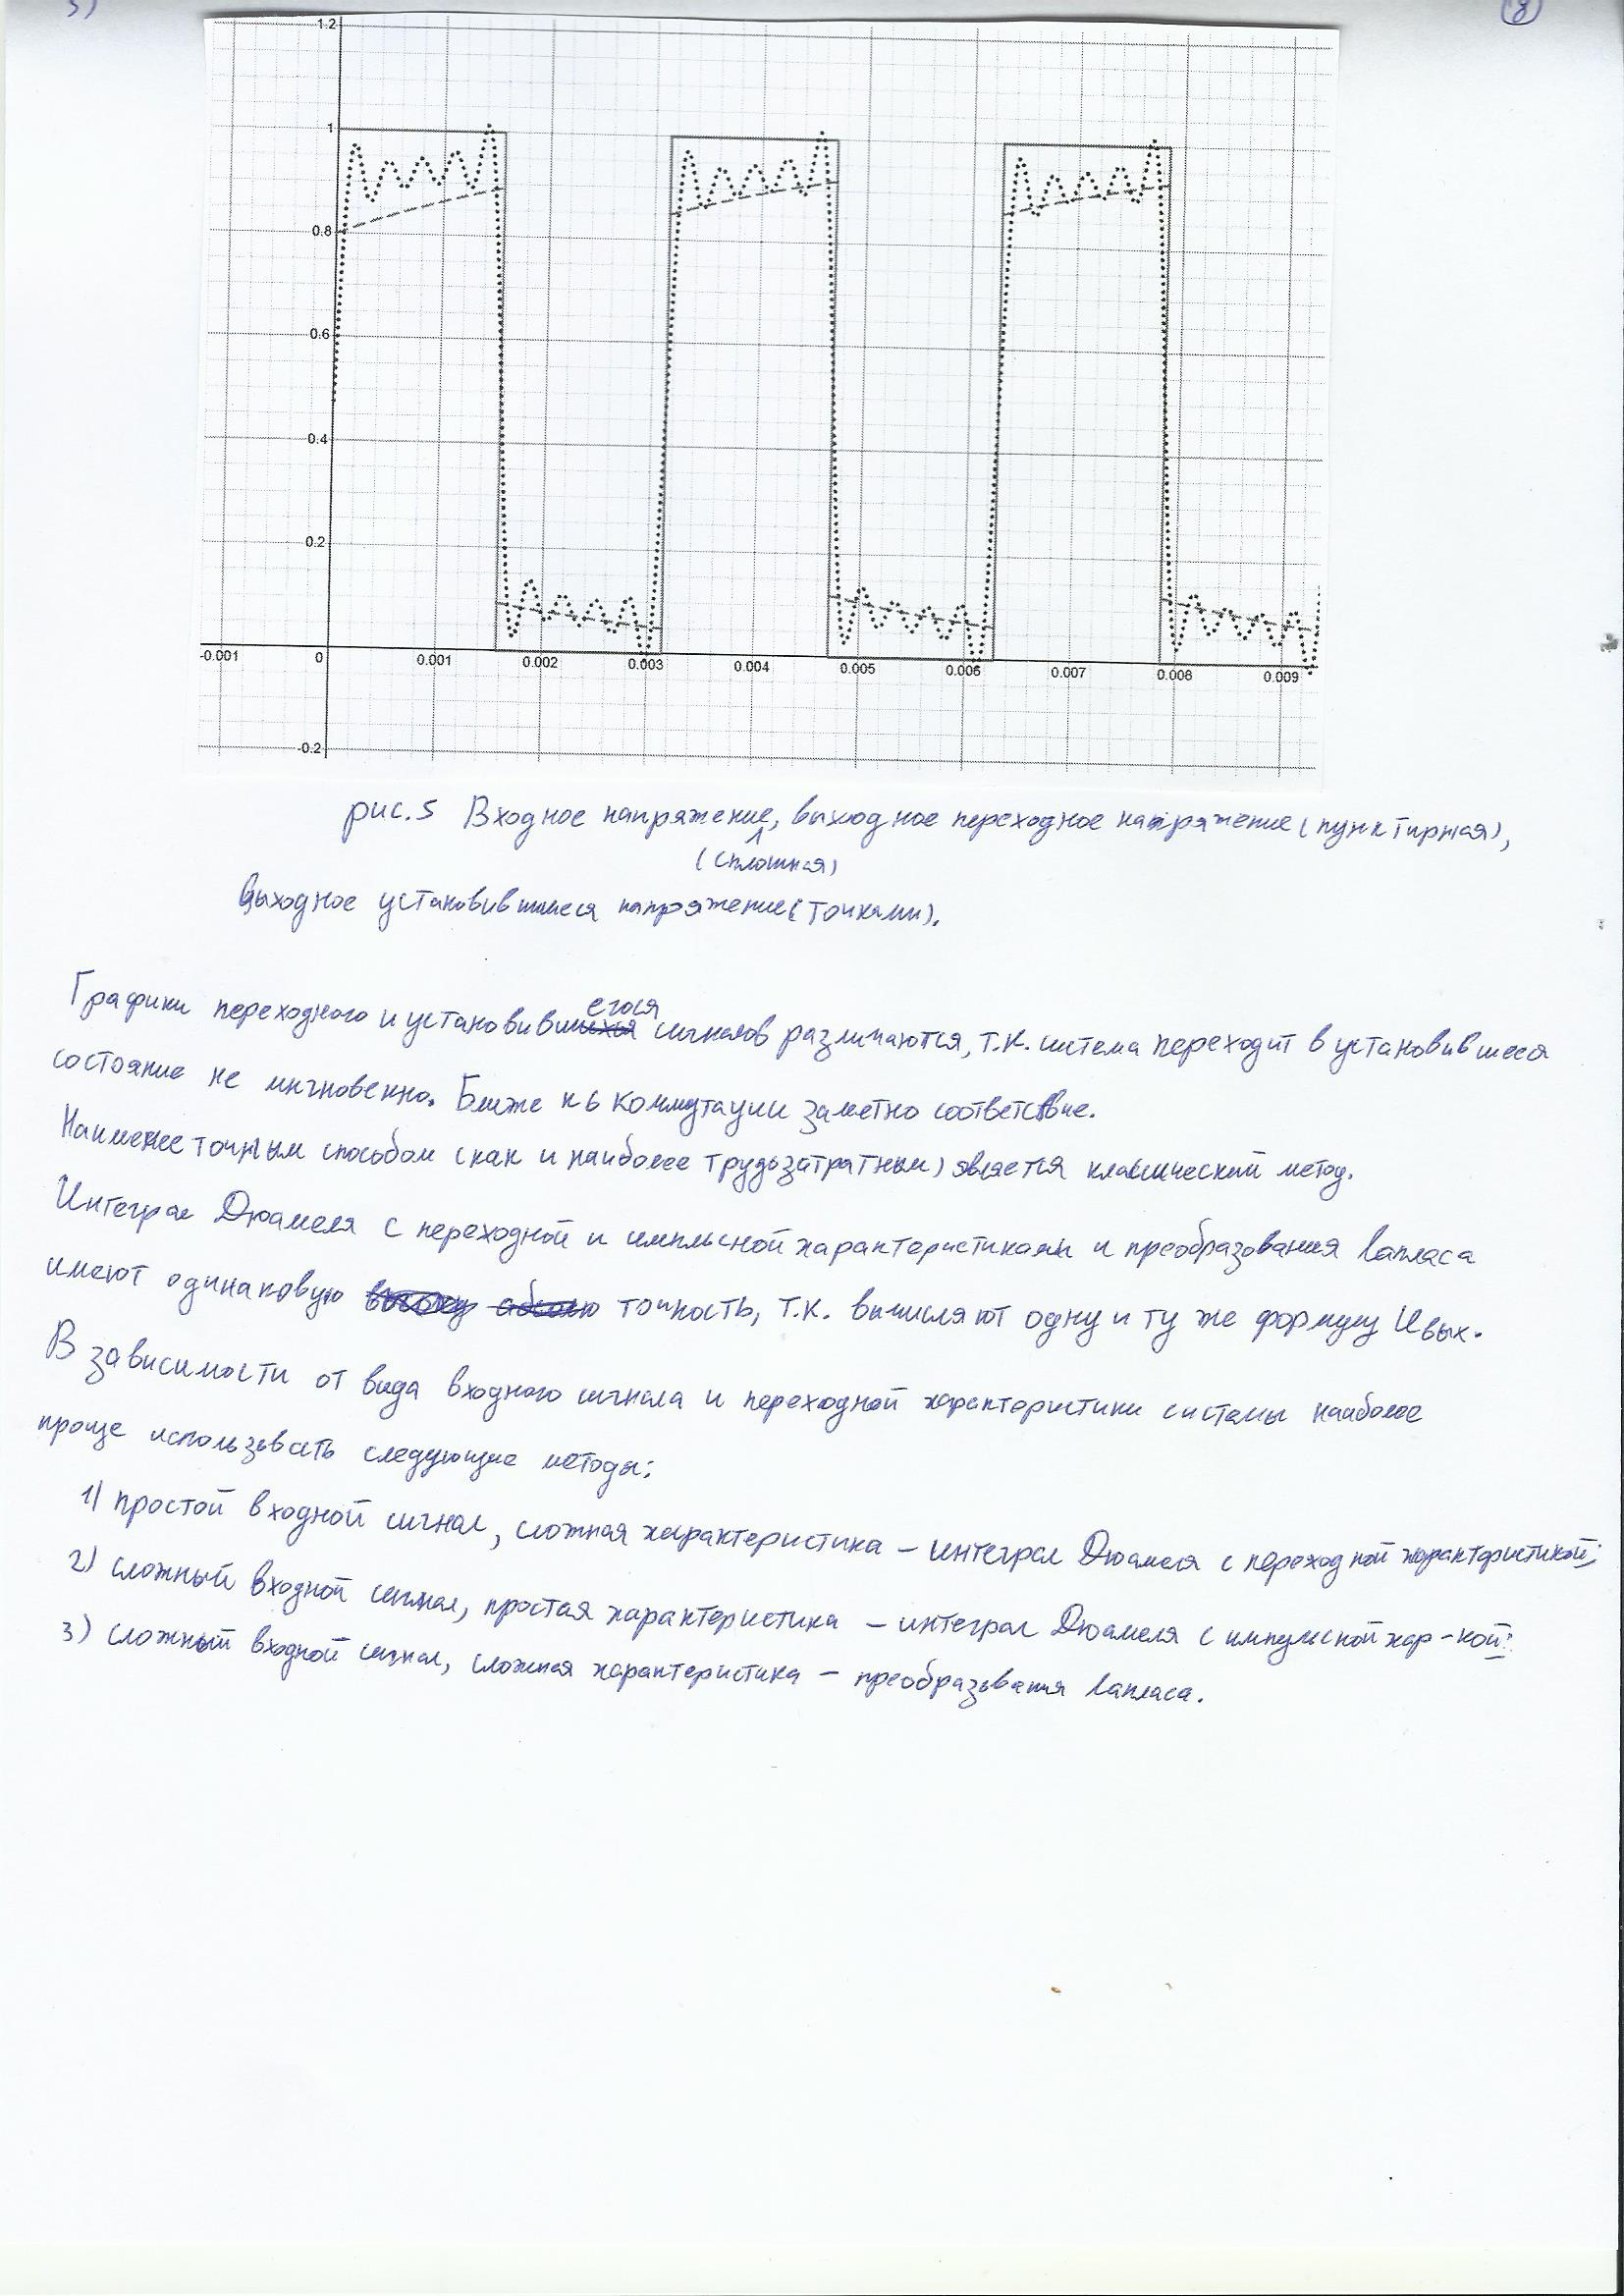 5)
8
1.2
1
0.8
0.6
0.4
0.2
-0.001 0 0.001 0.002 0.003 0.004 0.005 0.006 0.007 0.008 0.009
-0.2
рис.5 Входное напряжение, выходное переходное напряжение (пунктирная),
(сплошная)
выходное установившееся напряжение (точками).
егося
Графики переходного и установивш сигналов различаются, т.к. система переходит в установившееся
состояние не мгновенно. Ближе к 6 коммутации заметно соответствие.
Наименее точным способом (как и наиболее трудозатратным) является классический метод.
Интеграл Дюамеля с переходной и импльсной характеристиками и преобразования Лапласа
имеют одинаковую точность, т.к. вычисляют одну и ту же формулу Uвых.
В зависимости от вида входного сигнала и переходной характеристики системы наиболее
проще использовать следующие методы:
1) простой входной сигнал, сложная характеристика – интеграл Дюамеля с переходной характеристикой;
2) сложный входной сигнал, простая характеристика – интеграл Дюамеля с импульсной хар-кой;
3) сложный входной сигнал, сложная характеристика – преобразования Лапласа.